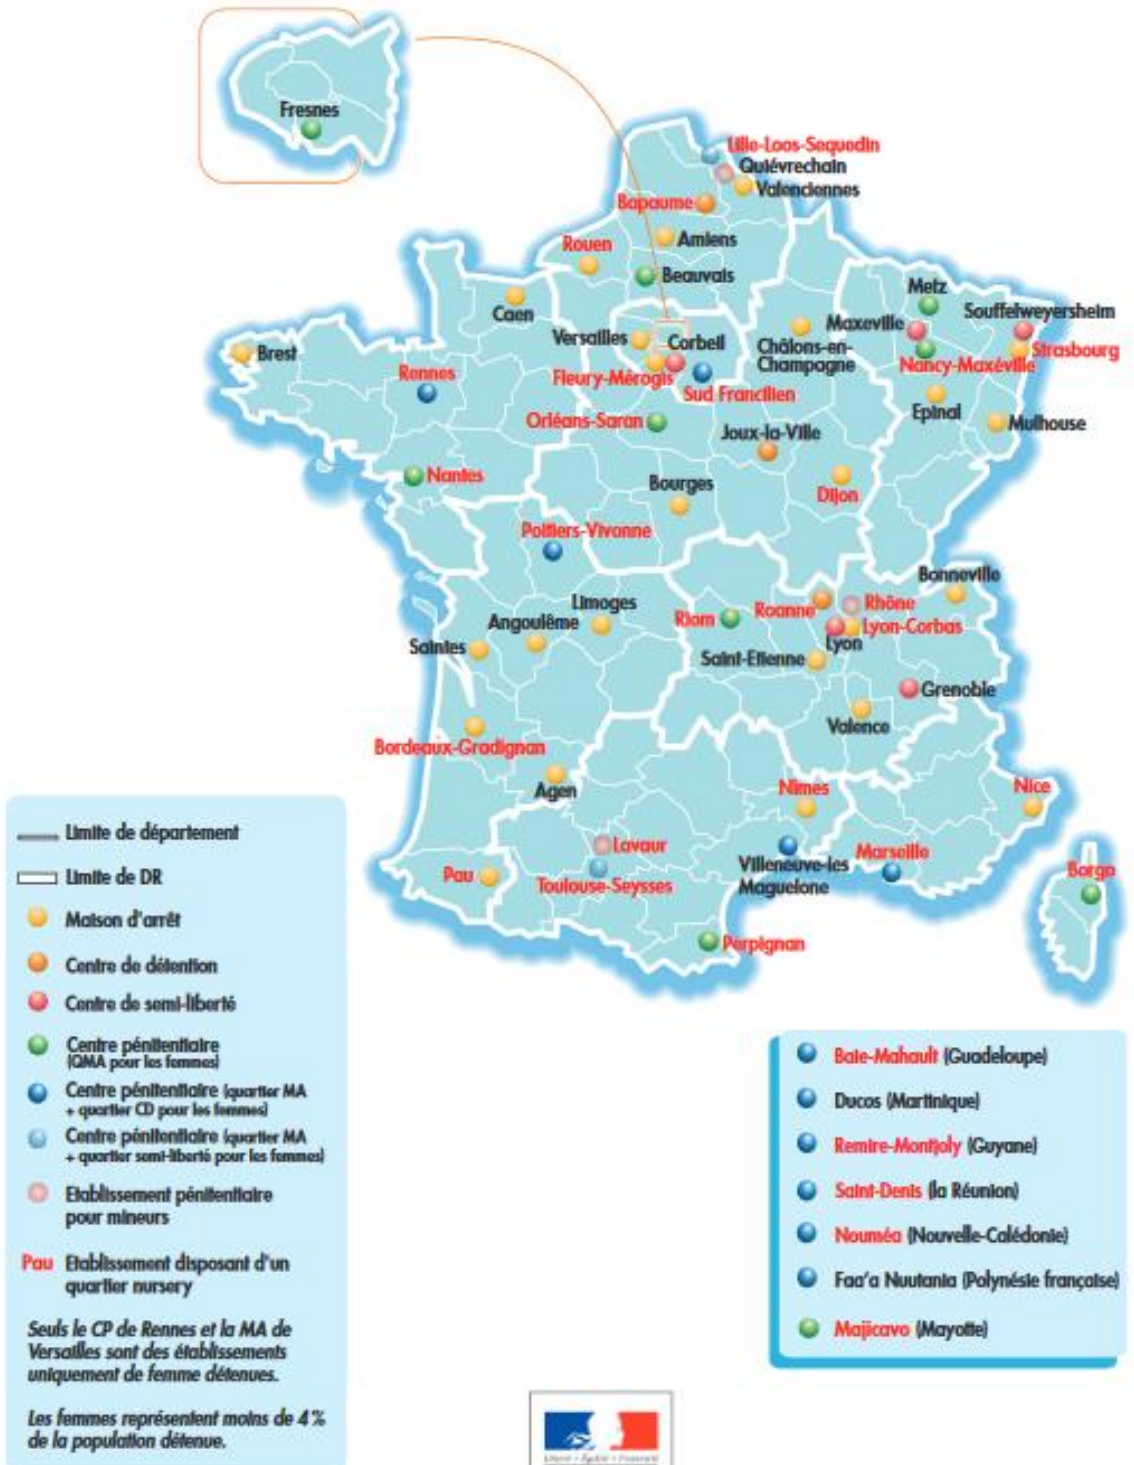 Fresnes
Lille-Loos-Sequedin
Quiévrechain
Valenciennes
Bapaume
Amiens
Rouen
Beauvais
Metz
Caen
Souffelweyersheim
Versailles
Corbeil
Maxeville
Châlons-en-
Champagne
Strasbourg
Brest
Rennes
Fleury-Mérogis
Nancy-Maxéville
Sud Francilien
Epinal
Orléans-Saran
Mulhouse
Joux-la-Ville
Nantes
Bourges
Dijon
Poitiers-Vivonne
Bonneville
Limoges
Rhône
Roanne
Riom
Angoulême
Lyon-Corbas
Lyon
Saintes
Saint-Etienne
Grenoble
Valence
Bordeaux-Gradignan
Agen
Nîmes
Nice
Lavaur
Villeneuve-les
Maguelone
Marseille
Pau
Toulouse-Seysses
Borgo
Perpignan
Limite de département
Limite de DR
Maison d'arrêt
Centre de détention
Centre de semi-liberté
Centre pénitentiaire
(QMA pour les femmes)
Centre pénitentiaire (quartier MA
+ quartier CD pour les femmes)
Centre pénitentiaire (quartier MA
+ quartier semi-liberté pour les femmes)
Etablissement pénitentiaire
pour mineurs
Pau Etablissement disposant d'un
quartier nursery
Seuls le CP de Rennes et la MA de
Versailles sont des établissements
uniquement de femme détenues.
Les femmes représentent moins de 4%
de la population détenue.
Baie-Mahault (Guadeloupe)
Ducos (Martinique)
Remire-Montjoly (Guyane)
Saint-Denis (la Réunion)
Nouméa (Nouvelle-Calédonie)
Faa'a Nuutania (Polynésie française)
Majicavo (Mayotte)
Liberté • Égalité • Fraternité